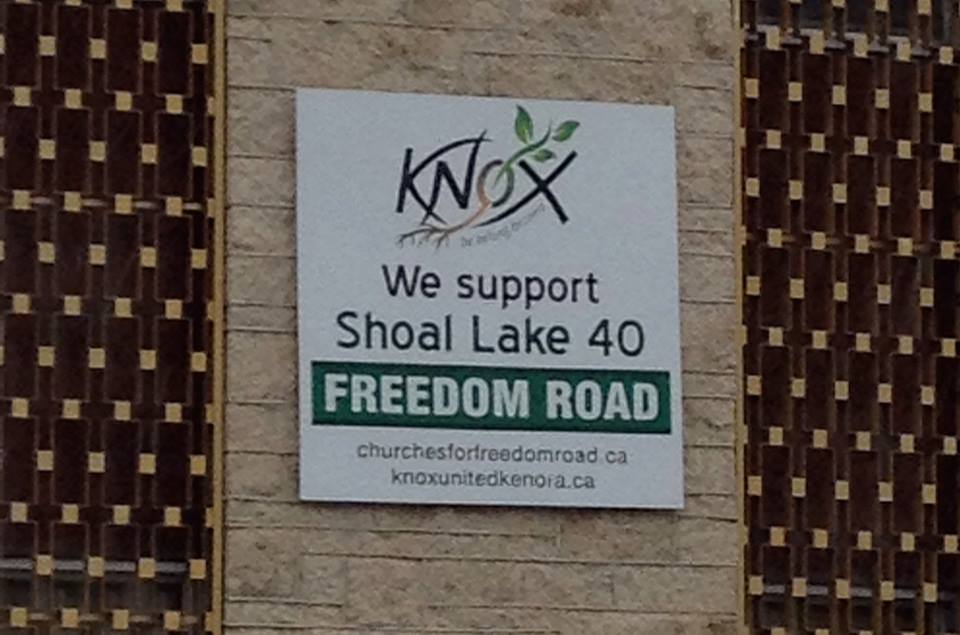 KNOX
We support
Shoal Lake 40
FREEDOM ROAD
churchesforfreedomroad.ca
knoxunitedkenora.ca